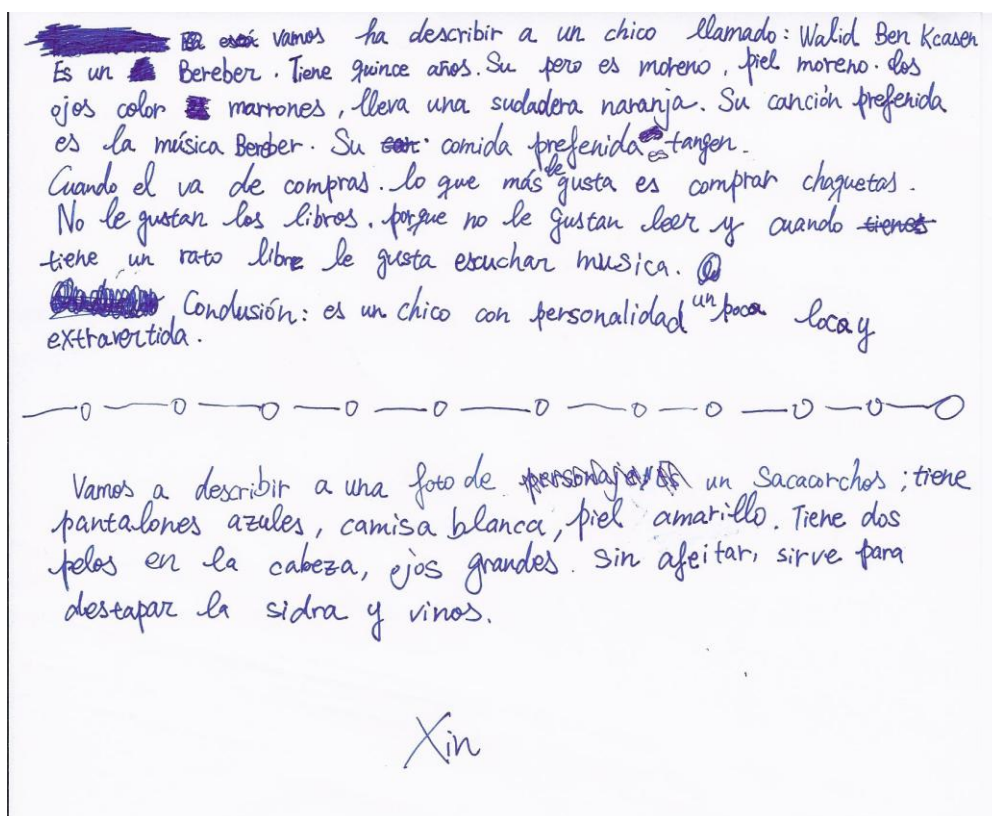 vamos ha describir a un chico llamado: Walid Ben Kcasen
Es un Bereber. Tiene quince años. Su pero es moreno, piel moreno. los
ojos color marrones, lleva una sudadera naranja. Su canción prefenida
es la música Bereber. Su comida prefenida es tangen.
Cuando el va de compras. lo que más le gusta es comprar chaquetas.
No le gustan los libros. porque no le gustan leer y cuando
tiene un rato libre le gusta escuchar musica.
Conclusión: es un chico con personalidad un poca loca y
extravertida.
Vamos a describir a una foto de un Sacacorchos; tiene
pantalones azules, camisa blanca, piel amarillo. Tiene dos
pelos en la cabeza, ojos grandes. Sin afeitar, sirve para
destapar la sidra y vinos.
Xin